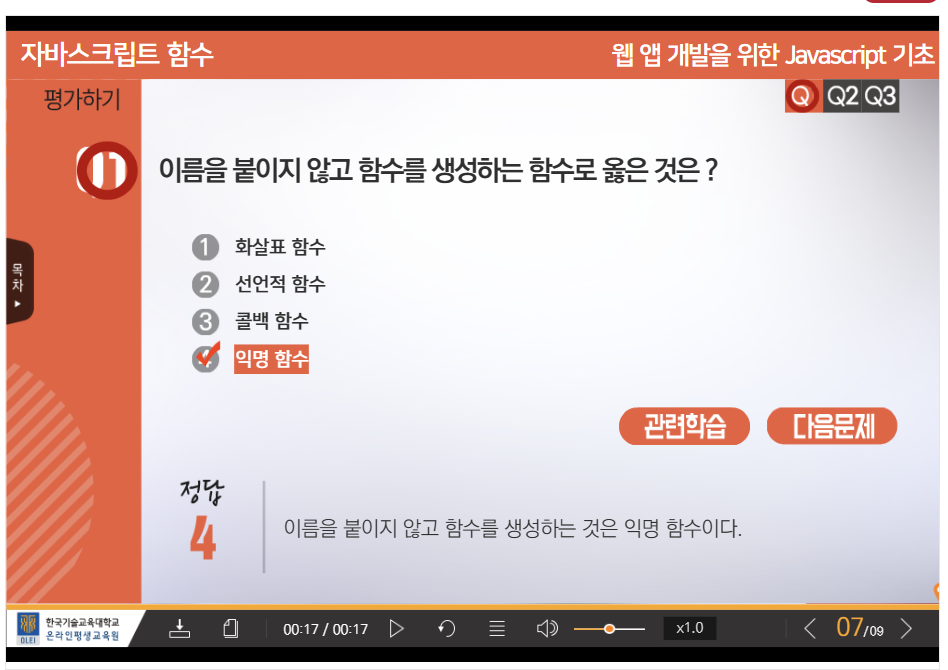 자바스크립트 함수
웹 앱 개발을 위한 Javascript 기초
평가하기
Q Q2 Q3
이름을 붙이지 않고 함수를 생성하는 함수로 옳은 것은 ?
1 화살표 함수
2 선언적 함수
3 콜백 함수
익명 함수
목차
관련학습
다음문제
정답
4
이름을 붙이지 않고 함수를 생성하는 것은 익명 함수이다.
한국기술교육대학교
온라인평생교육원
OLEI
00:17 / 00:17
x1.0
07/09